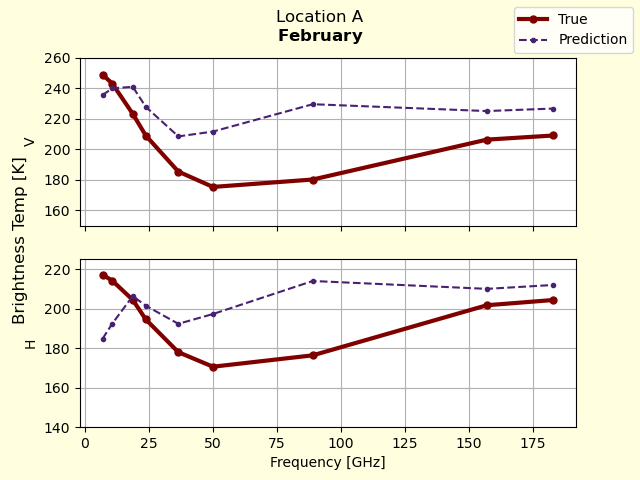 Location A
February
True
Prediction
Brightness Temp [K]
V
260
240
220
200
180
160
H
220
200
180
160
140
0 25 50 75 100 125 150 175
Frequency [GHz]